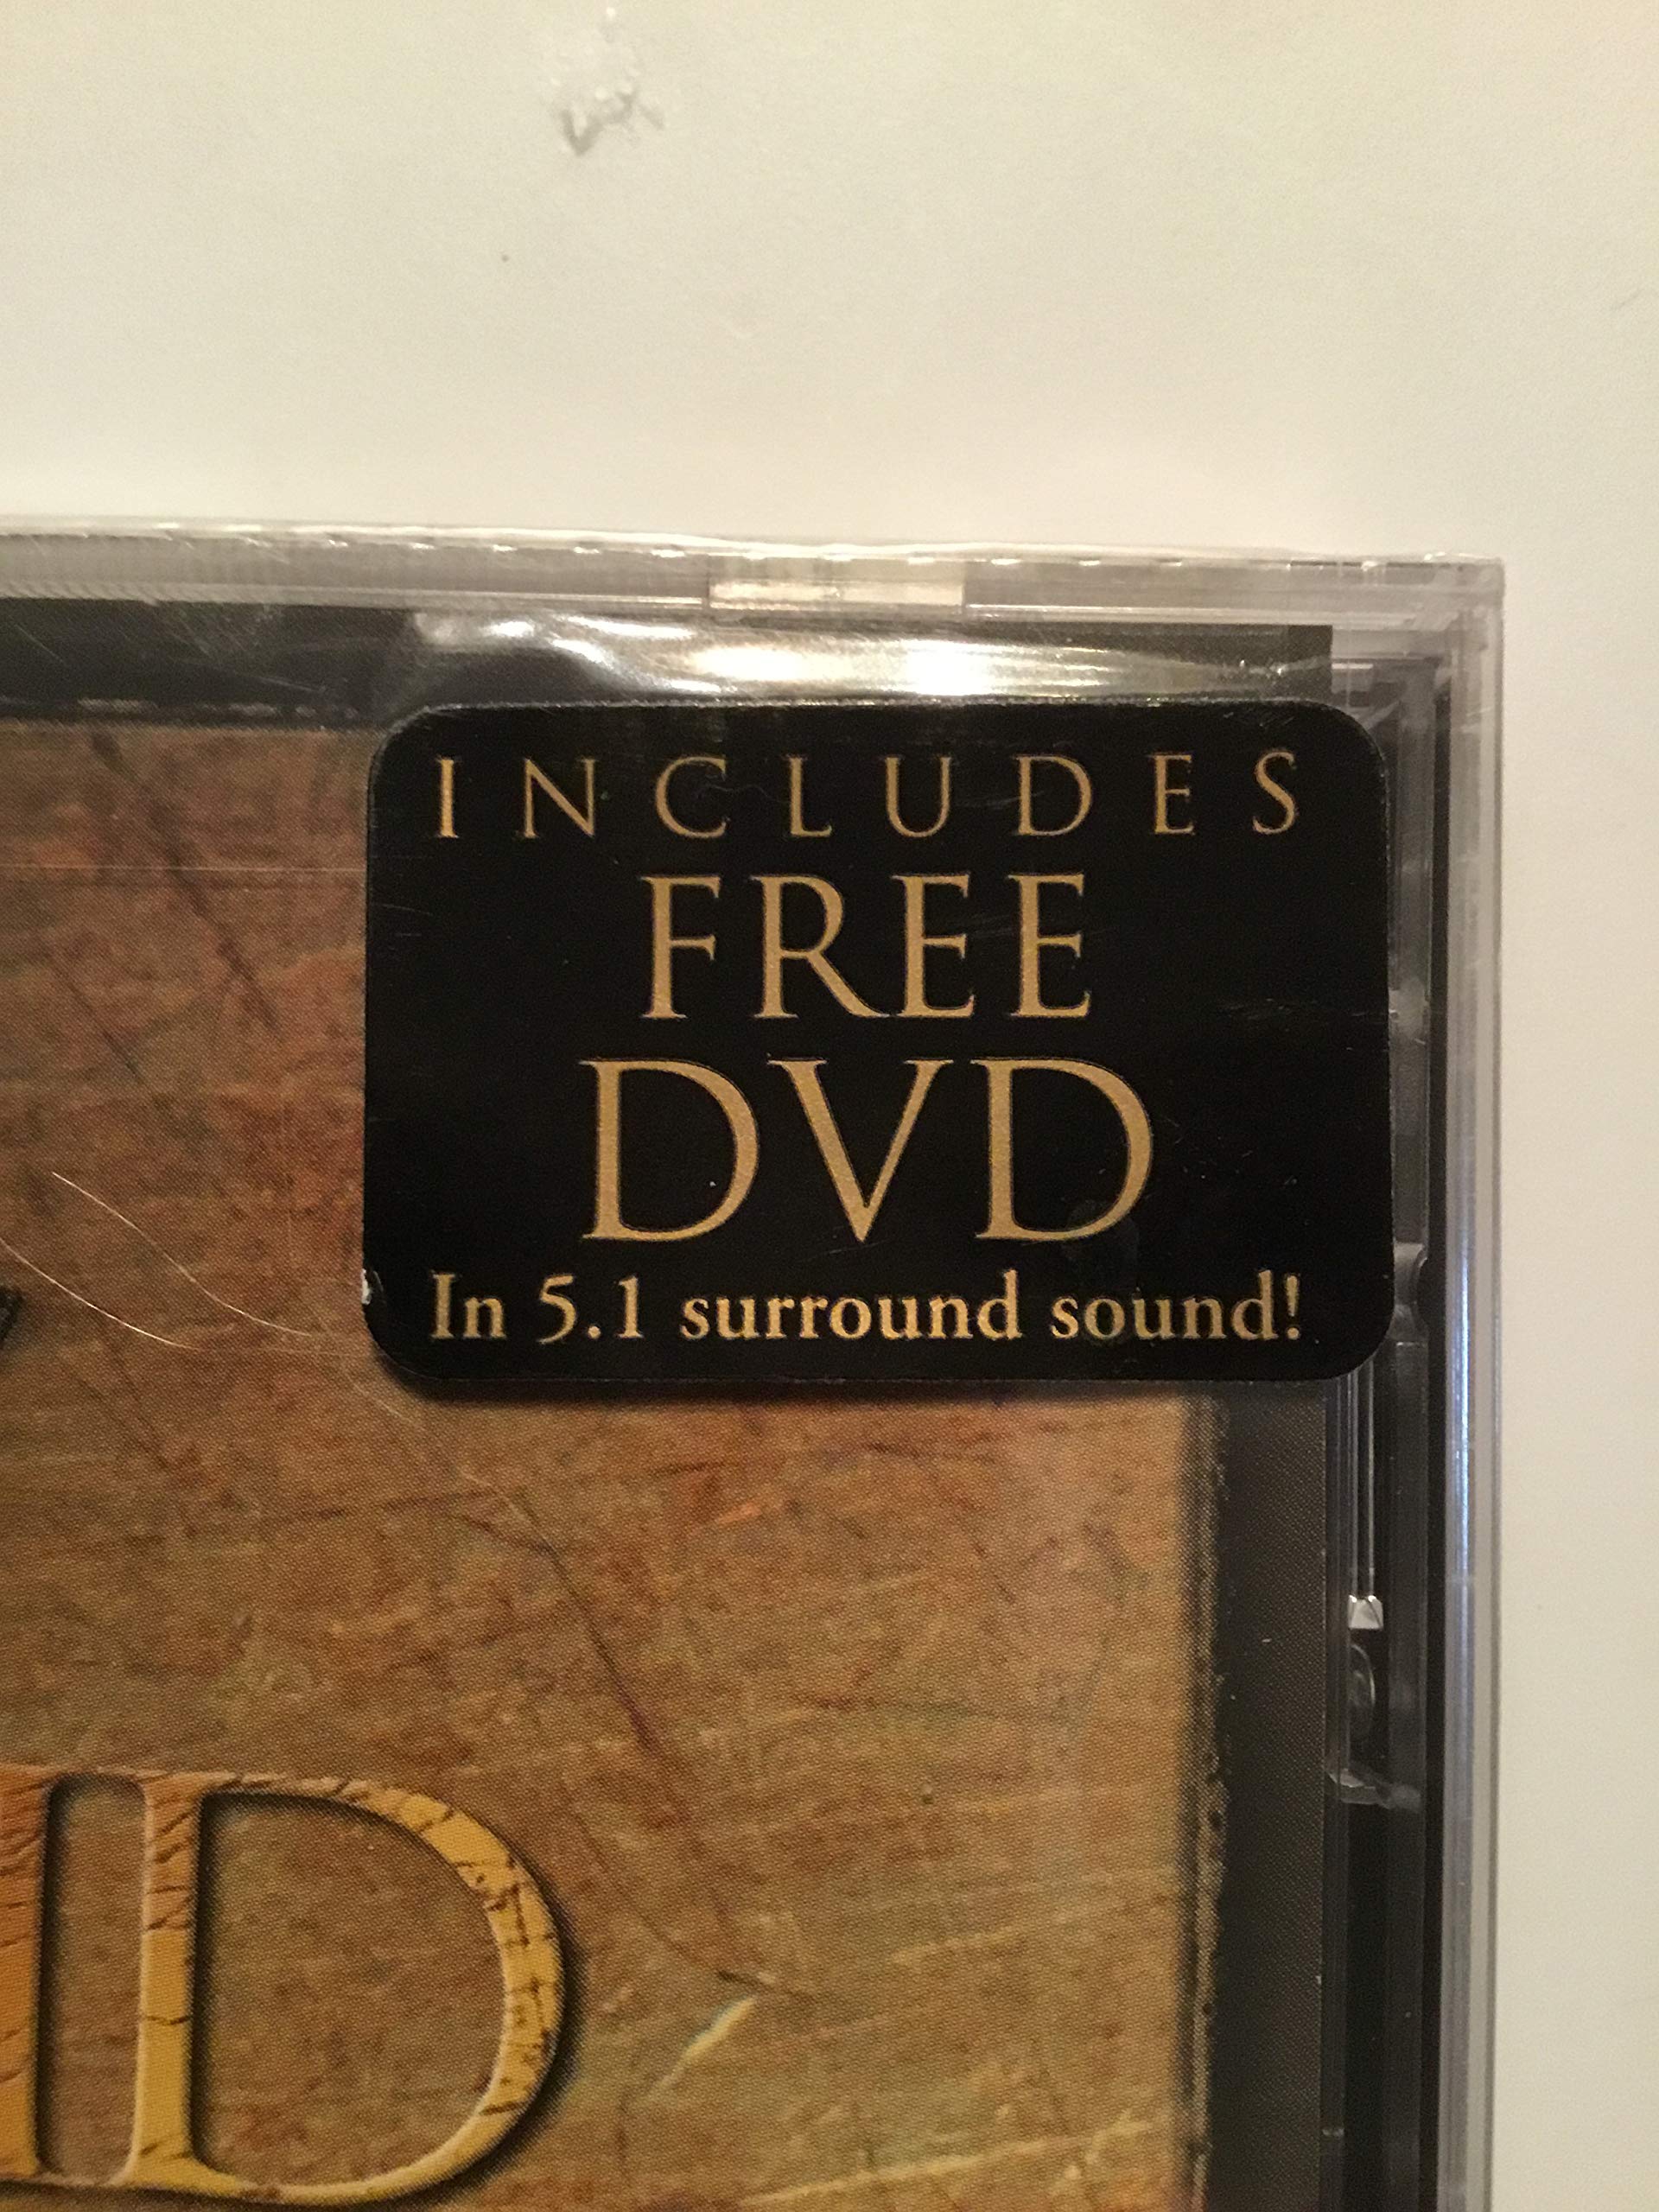 INCLUDES
FREE
DVD
In 5.1 surround sound!
D